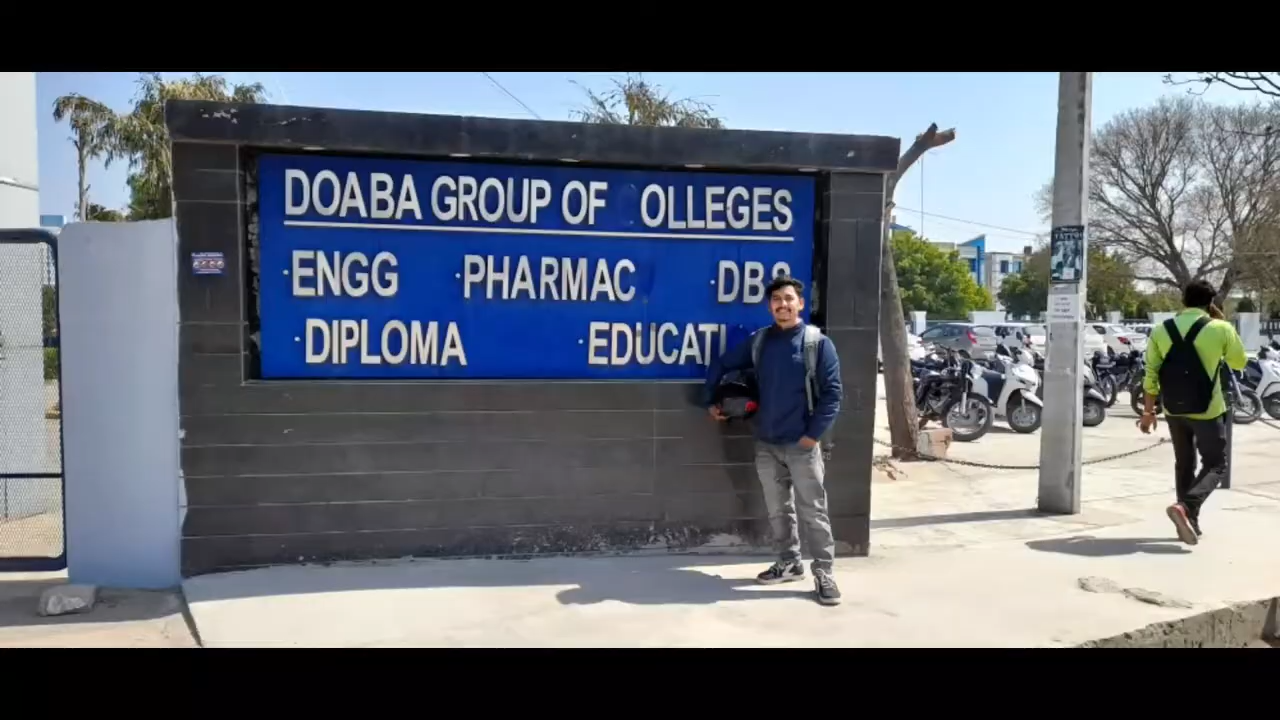 DOABA GROUP OF OLLEGES
·ENGG ·PHARMAC ·DBS
·DIPLOMA ·EDUCATI